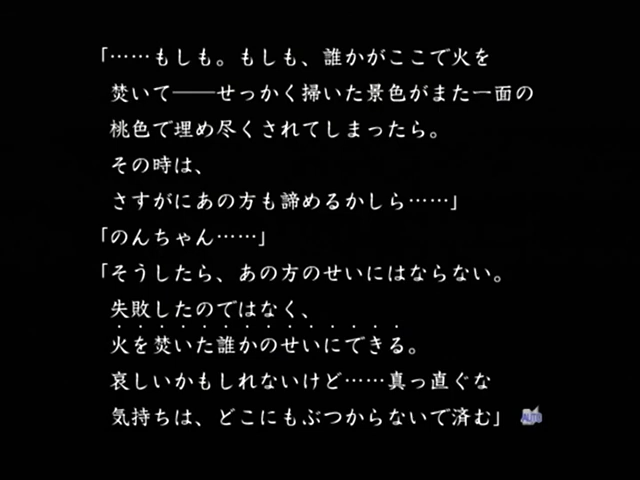 「……もしも。もしも、誰かがここで火を
焚いて──せっかく掃いた景色がまた一面の
桃色で埋め尽くされてしまったら。
その時は、
さすがにあの方も諦めるかしら……」
「のんちゃん……」
「そうしたら、あの方のせいにはならない。
失敗したのではなく、
火を焚いた誰かのせいにできる。
哀しいかもしれないけど……真っ直ぐな
気持ちは、どこにもぶつからないで済む」
AUTO